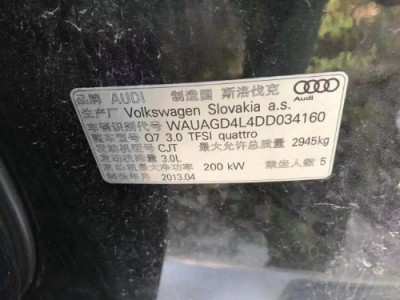 品牌 AUDI 制造国 斯洛伐克
Audi
生产厂 Volkswagen Slovakia a.s.
车辆识别代号 WAUAGD4L4DD034160
整车型号 Q7 3.0 TFSI quattro
发动机型号 CJT 最大允许总质量 2945kg
发动机排量 3.0L
发动机最大净功率 200 kW 乘坐人数 5
制造年月 2013.04